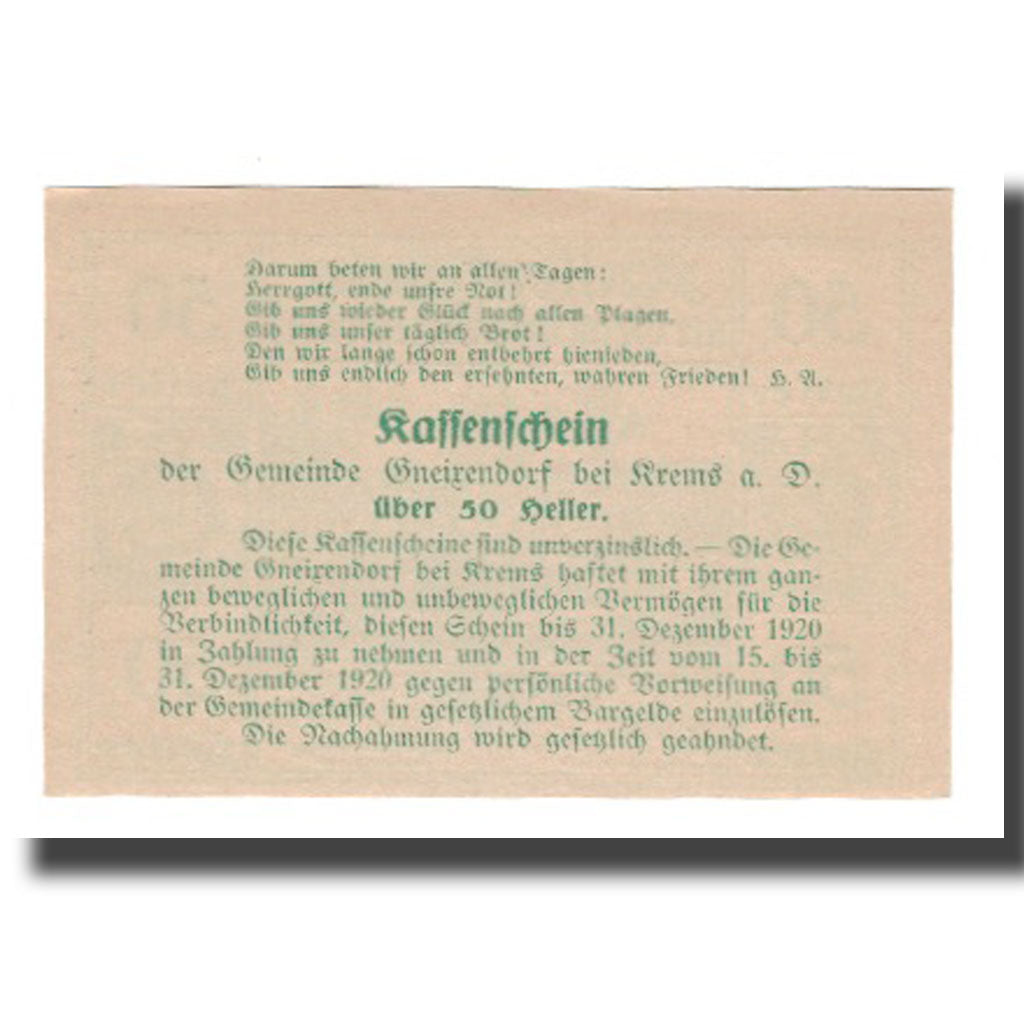 Darum beten wir an allen Tagen:
Herrgott, ende unsre Not!
Gib uns wieder Glück nach allen Plagen,
Gib uns unser täglich Brot!
Den wir lange schon entbehrt hienieden,
Gib uns endlich den ersehnten, wahren Frieden! H. A.
Kassenschein
der Gemeinde Gneixendorf bei Krems a. D.
über 50 Heller.
Diese Kassenscheine sind unverzinslich. — Die Ge-
meinde Gneixendorf bei Krems haftet mit ihrem gan-
zen beweglichen und unbeweglichen Vermögen für die
Verbindlichkeit, diesen Schein bis 31. Dezember 1920
in Zahlung zu nehmen und in der Zeit vom 15. bis
31. Dezember 1920 gegen persönliche Vorweisung an
der Gemeindekasse in gesetzlichem Bargelde einzulösen.
Die Nachahmung wird gesetzlich geahndet.